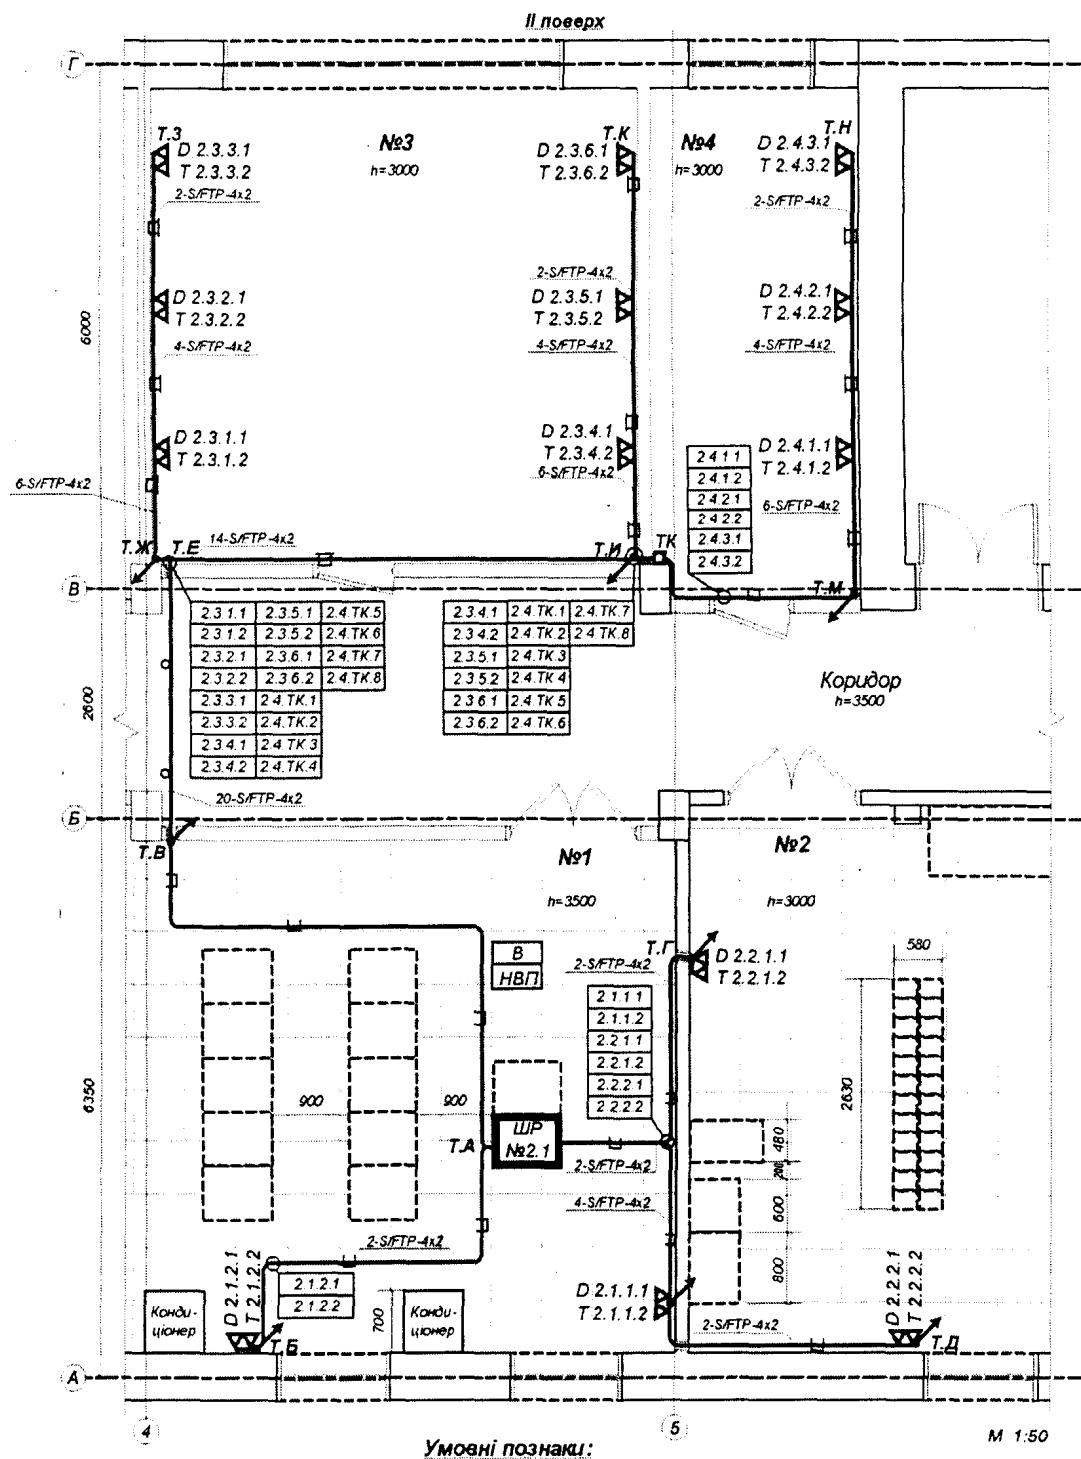 II поверх
Г
Т.З
D 2.3.3.1
T 2.3.3.2
2-S/FTP-4x2
№3
h=3000
Т.К
D 2.3.6.1
T 2.3.6.2
№4
h=3000
Т.Н
D 2.4.3.1
T 2.4.3.2
2-S/FTP-4x2
2-S/FTP-4x2
D 2.3.2.1
T 2.3.2.2
4-S/FTP-4x2
D 2.3.5.1
T 2.3.5.2
4-S/FTP-4x2
D 2.4.2.1
T 2.4.2.2
4-S/FTP-4x2
6000
D 2.3.1.1
T 2.3.1.2
6-S/FTP-4x2
D 2.3.4.1
T 2.3.4.2
6-S/FTP-4x2
2.4.1.1
2.4.1.2
2.4.2.1
2.4.2.2
2.4.3.1
2.4.3.2
D 2.4.1.1
T 2.4.1.2
6-S/FTP-4x2
Т.Ж
Т.Е
14-S/FTP-4x2
Т.И
ТК
Т.М
В
2.3.1.1 2.3.5.1 2.4.ТК.5
2.3.1.2 2.3.5.2 2.4.ТК.6
2.3.2.1 2.3.6.1 2.4.ТК.7
2.3.2.2 2.3.6.2 2.4.ТК.8
2.3.3.1 2.4.ТК.1
2.3.3.2 2.4.ТК.2
2.3.4.1 2.4.ТК.3
2.3.4.2 2.4.ТК.4
2.3.4.1 2.4.ТК.1 2.4.ТК.7
2.3.4.2 2.4.ТК.2 2.4.ТК.8
2.3.5.1 2.4.ТК.3
2.3.5.2 2.4.ТК.4
2.3.6.1 2.4.ТК.5
2.3.6.2 2.4.ТК.6
Коридор
h=3500
2600
20-S/FTP-4x2
Б
Т.В
№1
h=3500
№2
h=3000
Т.Г
D 2.2.1.1
T 2.2.1.2
2-S/FTP-4x2
580
В
НВП
2.1.1.1
2.1.1.2
2.2.1.1
2.2.1.2
2.2.2.1
2.2.2.2
6350
900
900
2630
Т.А
ШР
№2.1
2-S/FTP-4x2
4-S/FTP-4x2
480
200
600
800
2-S/FTP-4x2
D 2.1.2.1
T 2.1.2.2
2.1.2.1
2.1.2.2
D 2.1.1.1
T 2.1.1.2
D 2.2.2.1
T 2.2.2.2
2-S/FTP-4x2
Конди-
ціонер
700
Конди-
ціонер
Т.Б
Т.Д
А
4
5
М 1:50
Умовні познаки: